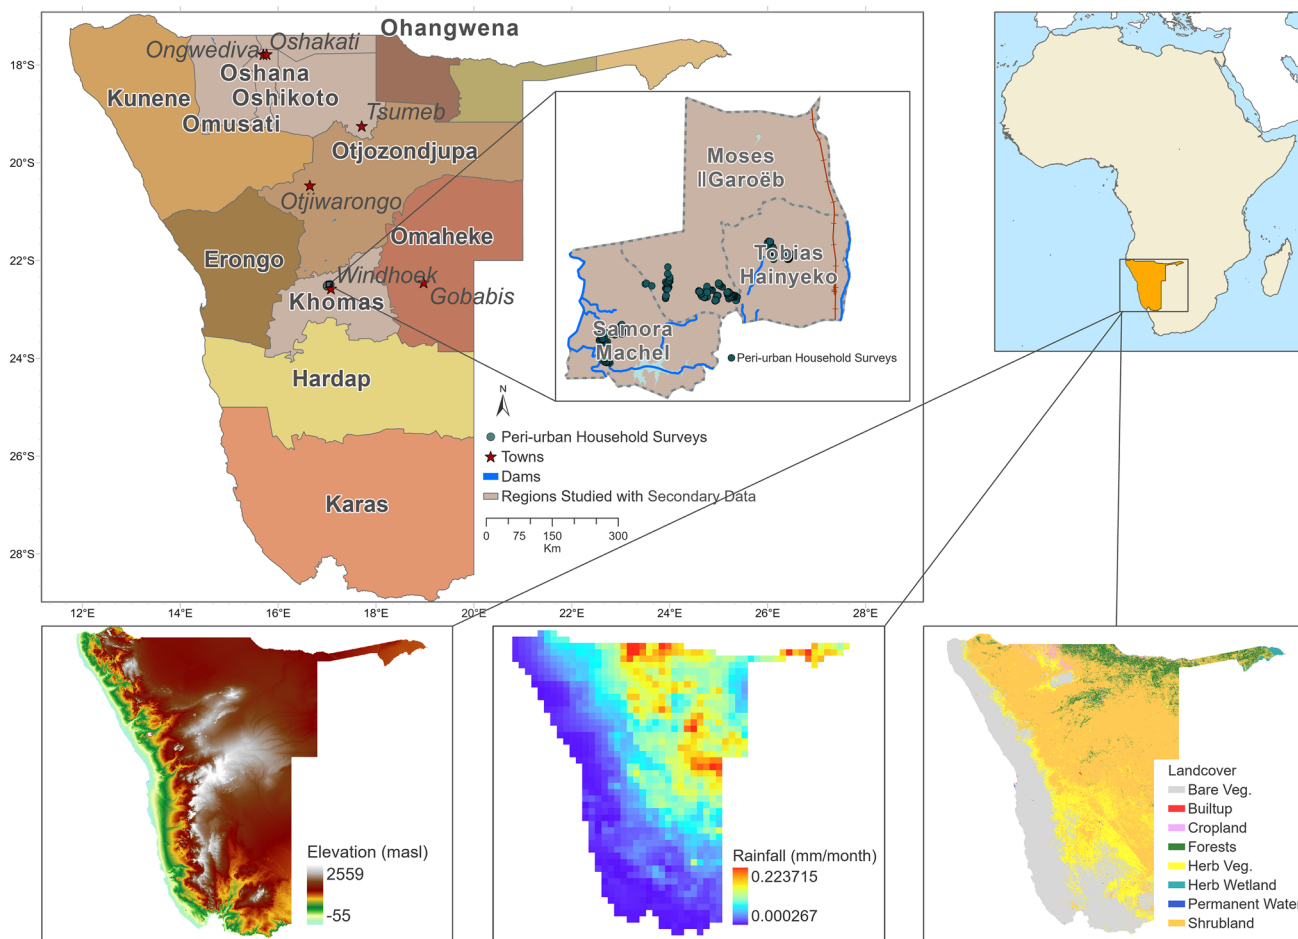 Ohangwena
Ongwediva
Oshakati
Oshana
Kunene
Oshikoto
Omusati
Tsumeb
Otjozondjupa
Otjiwarongo
Omaheke
Erongo
Windhoek
Khomas
Gobabis
Hardap
Karas
18°S
20°S
22°S
24°S
26°S
28°S
12°E
14°E
16°E
18°E
20°E
22°E
24°E
26°E
28°E
Moses
ǁGaroëb
Tobias
Hainyeko
Samora
Machel
Peri-urban Household Surveys
N
Peri-urban Household Surveys
Towns
Dams
Regions Studied with Secondary Data
0 75 150 300
Km
Elevation (masl)
2559
-55
Rainfall (mm/month)
0.223715
0.000267
Landcover
Bare Veg.
Builtup
Cropland
Forests
Herb Veg.
Herb Wetland
Permanent Water
Shrubland